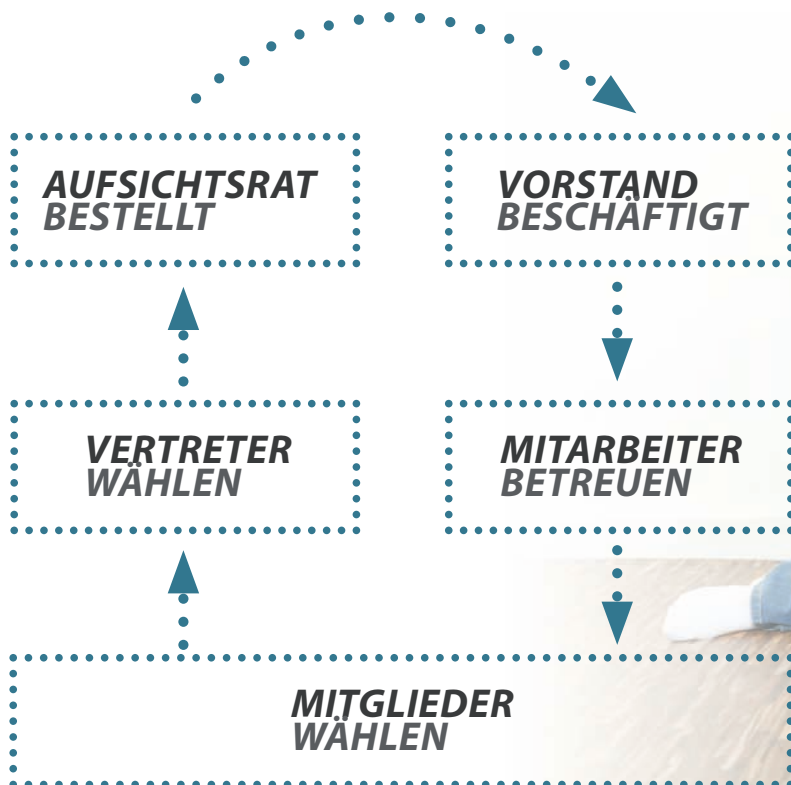 AUFSICHTSRAT
BESTELLT
VORSTAND
BESCHÄFTIGT
VERTRETER
WÄHLEN
MITARBEITER
BETREUEN
MITGLIEDER
WÄHLEN